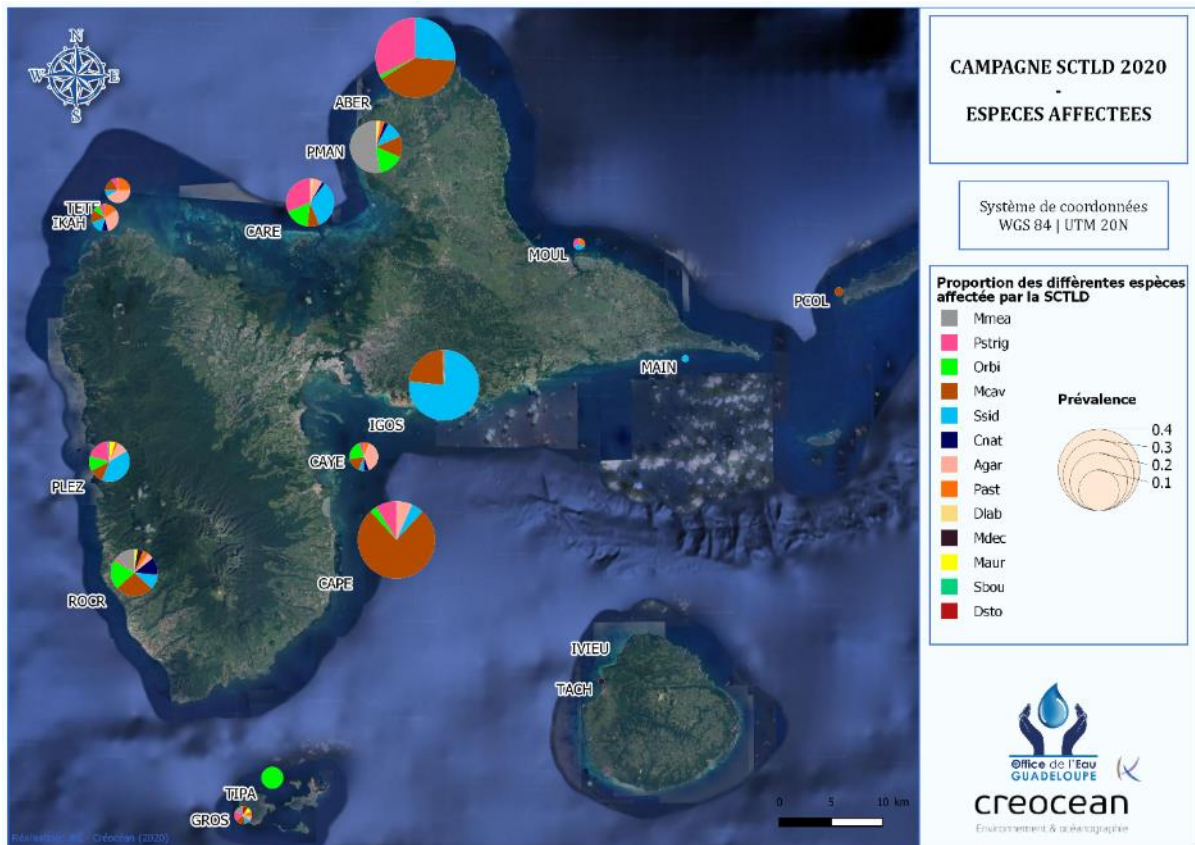 N
W E
S
ABER
PMAN
TETE
IKAH
CARE
MOUL
PCOL
MAIN
IGOS
CAYE
PLEZ
CAPE
ROCR
IVIEU
TACH
TIPA
GROS
0 5 10 km
Créocéan (2020)
CAMPAGNE SCTLD 2020
-
ESPECES AFFECTEES
Système de coordonnées
WGS 84 | UTM 20N
Proportion des diffèrentes espèces
affectée par la SCTLD
Mmea
Pstrig
Orbi
Mcav
Ssid
Cnat
Agar
Past
Dlab
Mdec
Maur
Sbou
Dsto
Prévalence
0.4
0.3
0.2
0.1
Office de l'Eau
GUADELOUPE
creocean
Environnement & océanographie